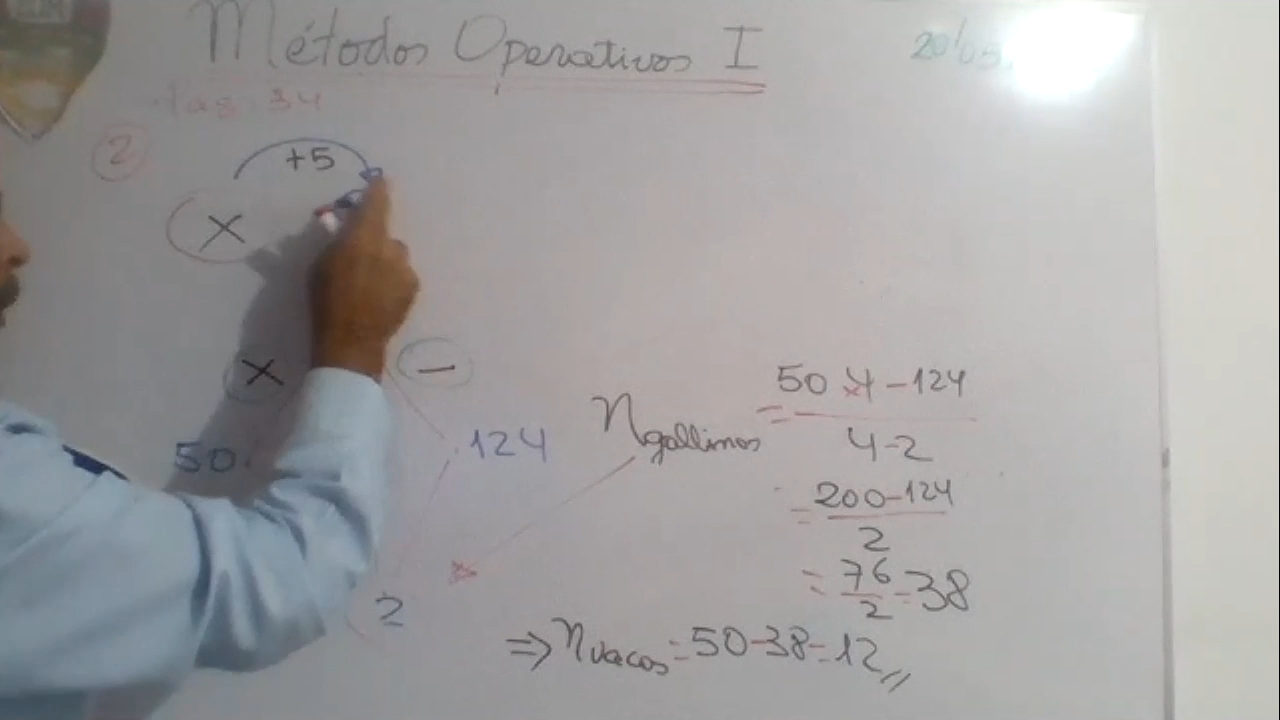 Métodos Operativos I
20/05
Pag. 34
2
+5
X
X
—
50
124
2
n gallinas = 50 x 4 - 124
4-2
= 200-124
2
= 76
2
= 38
⇒ n vacas = 50-38=12 //